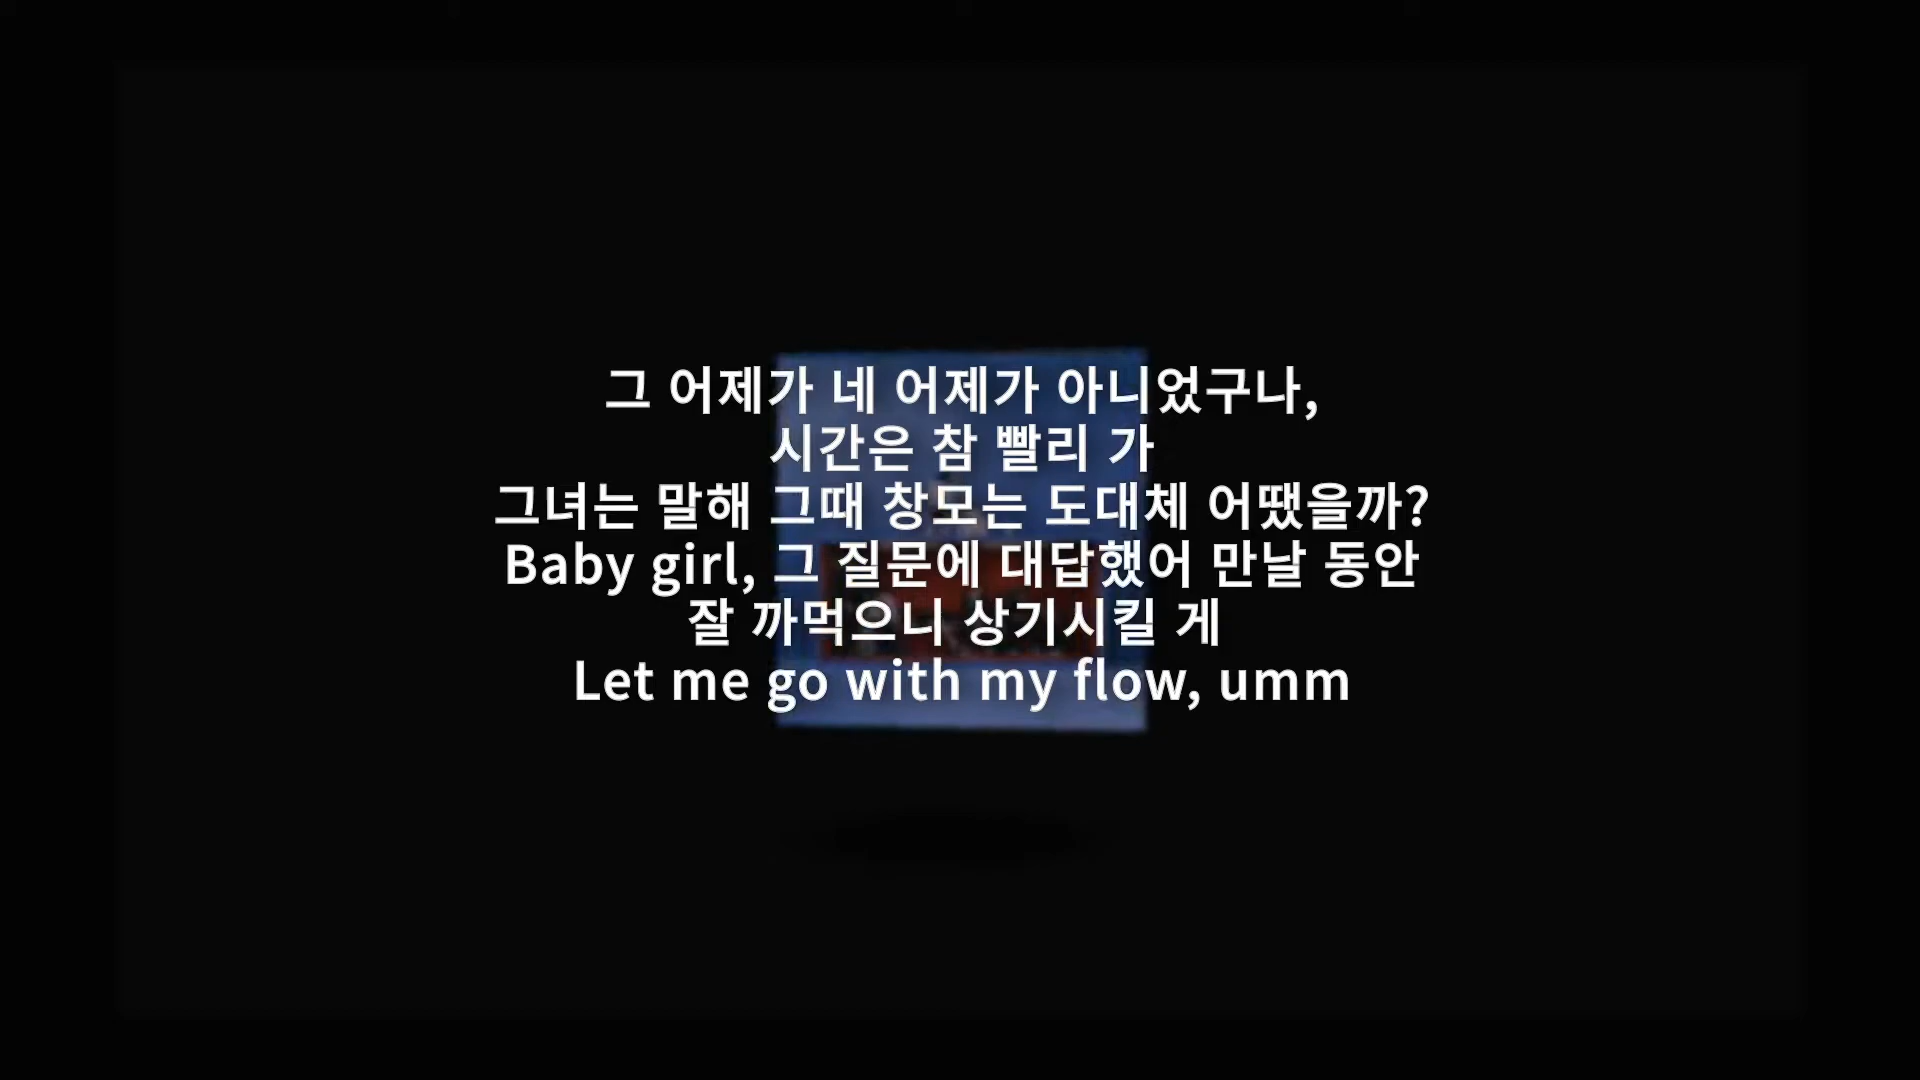 그 어제가 네 어제가 아니었구나,
시간은 참 빨리 가
그녀는 말해 그때 창모는 도대체 어땠을까?
Baby girl, 그 질문에 대답했어 만날 동안
잘 까먹으니 상기시킬 게
Let me go with my flow, umm